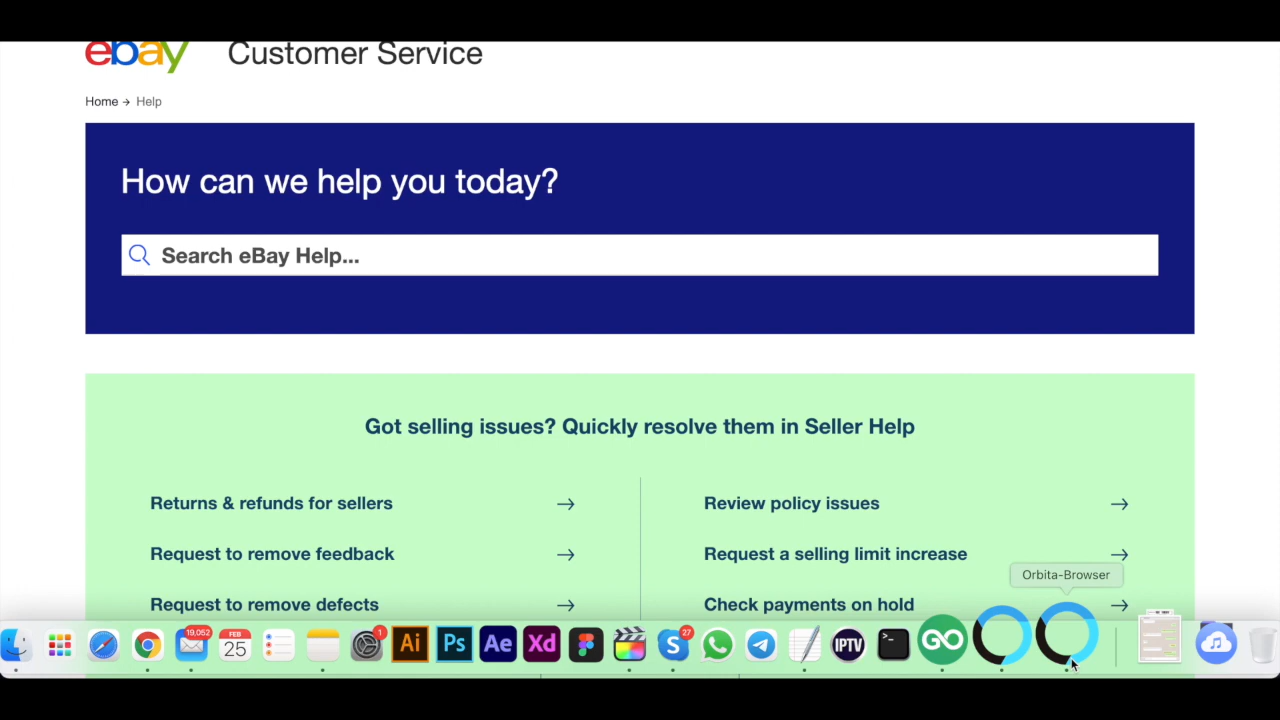 ebay Customer Service
Home → Help
How can we help you today?
Search eBay Help...
Got selling issues? Quickly resolve them in Seller Help
Returns & refunds for sellers →
Review policy issues →
Request to remove feedback →
Request a selling limit increase →
Orbita-Browser
Request to remove defects →
Check payments on hold →
19,052
FEB
25
1
Ai
Ps
Ae
Xd
27
IPTV
GO